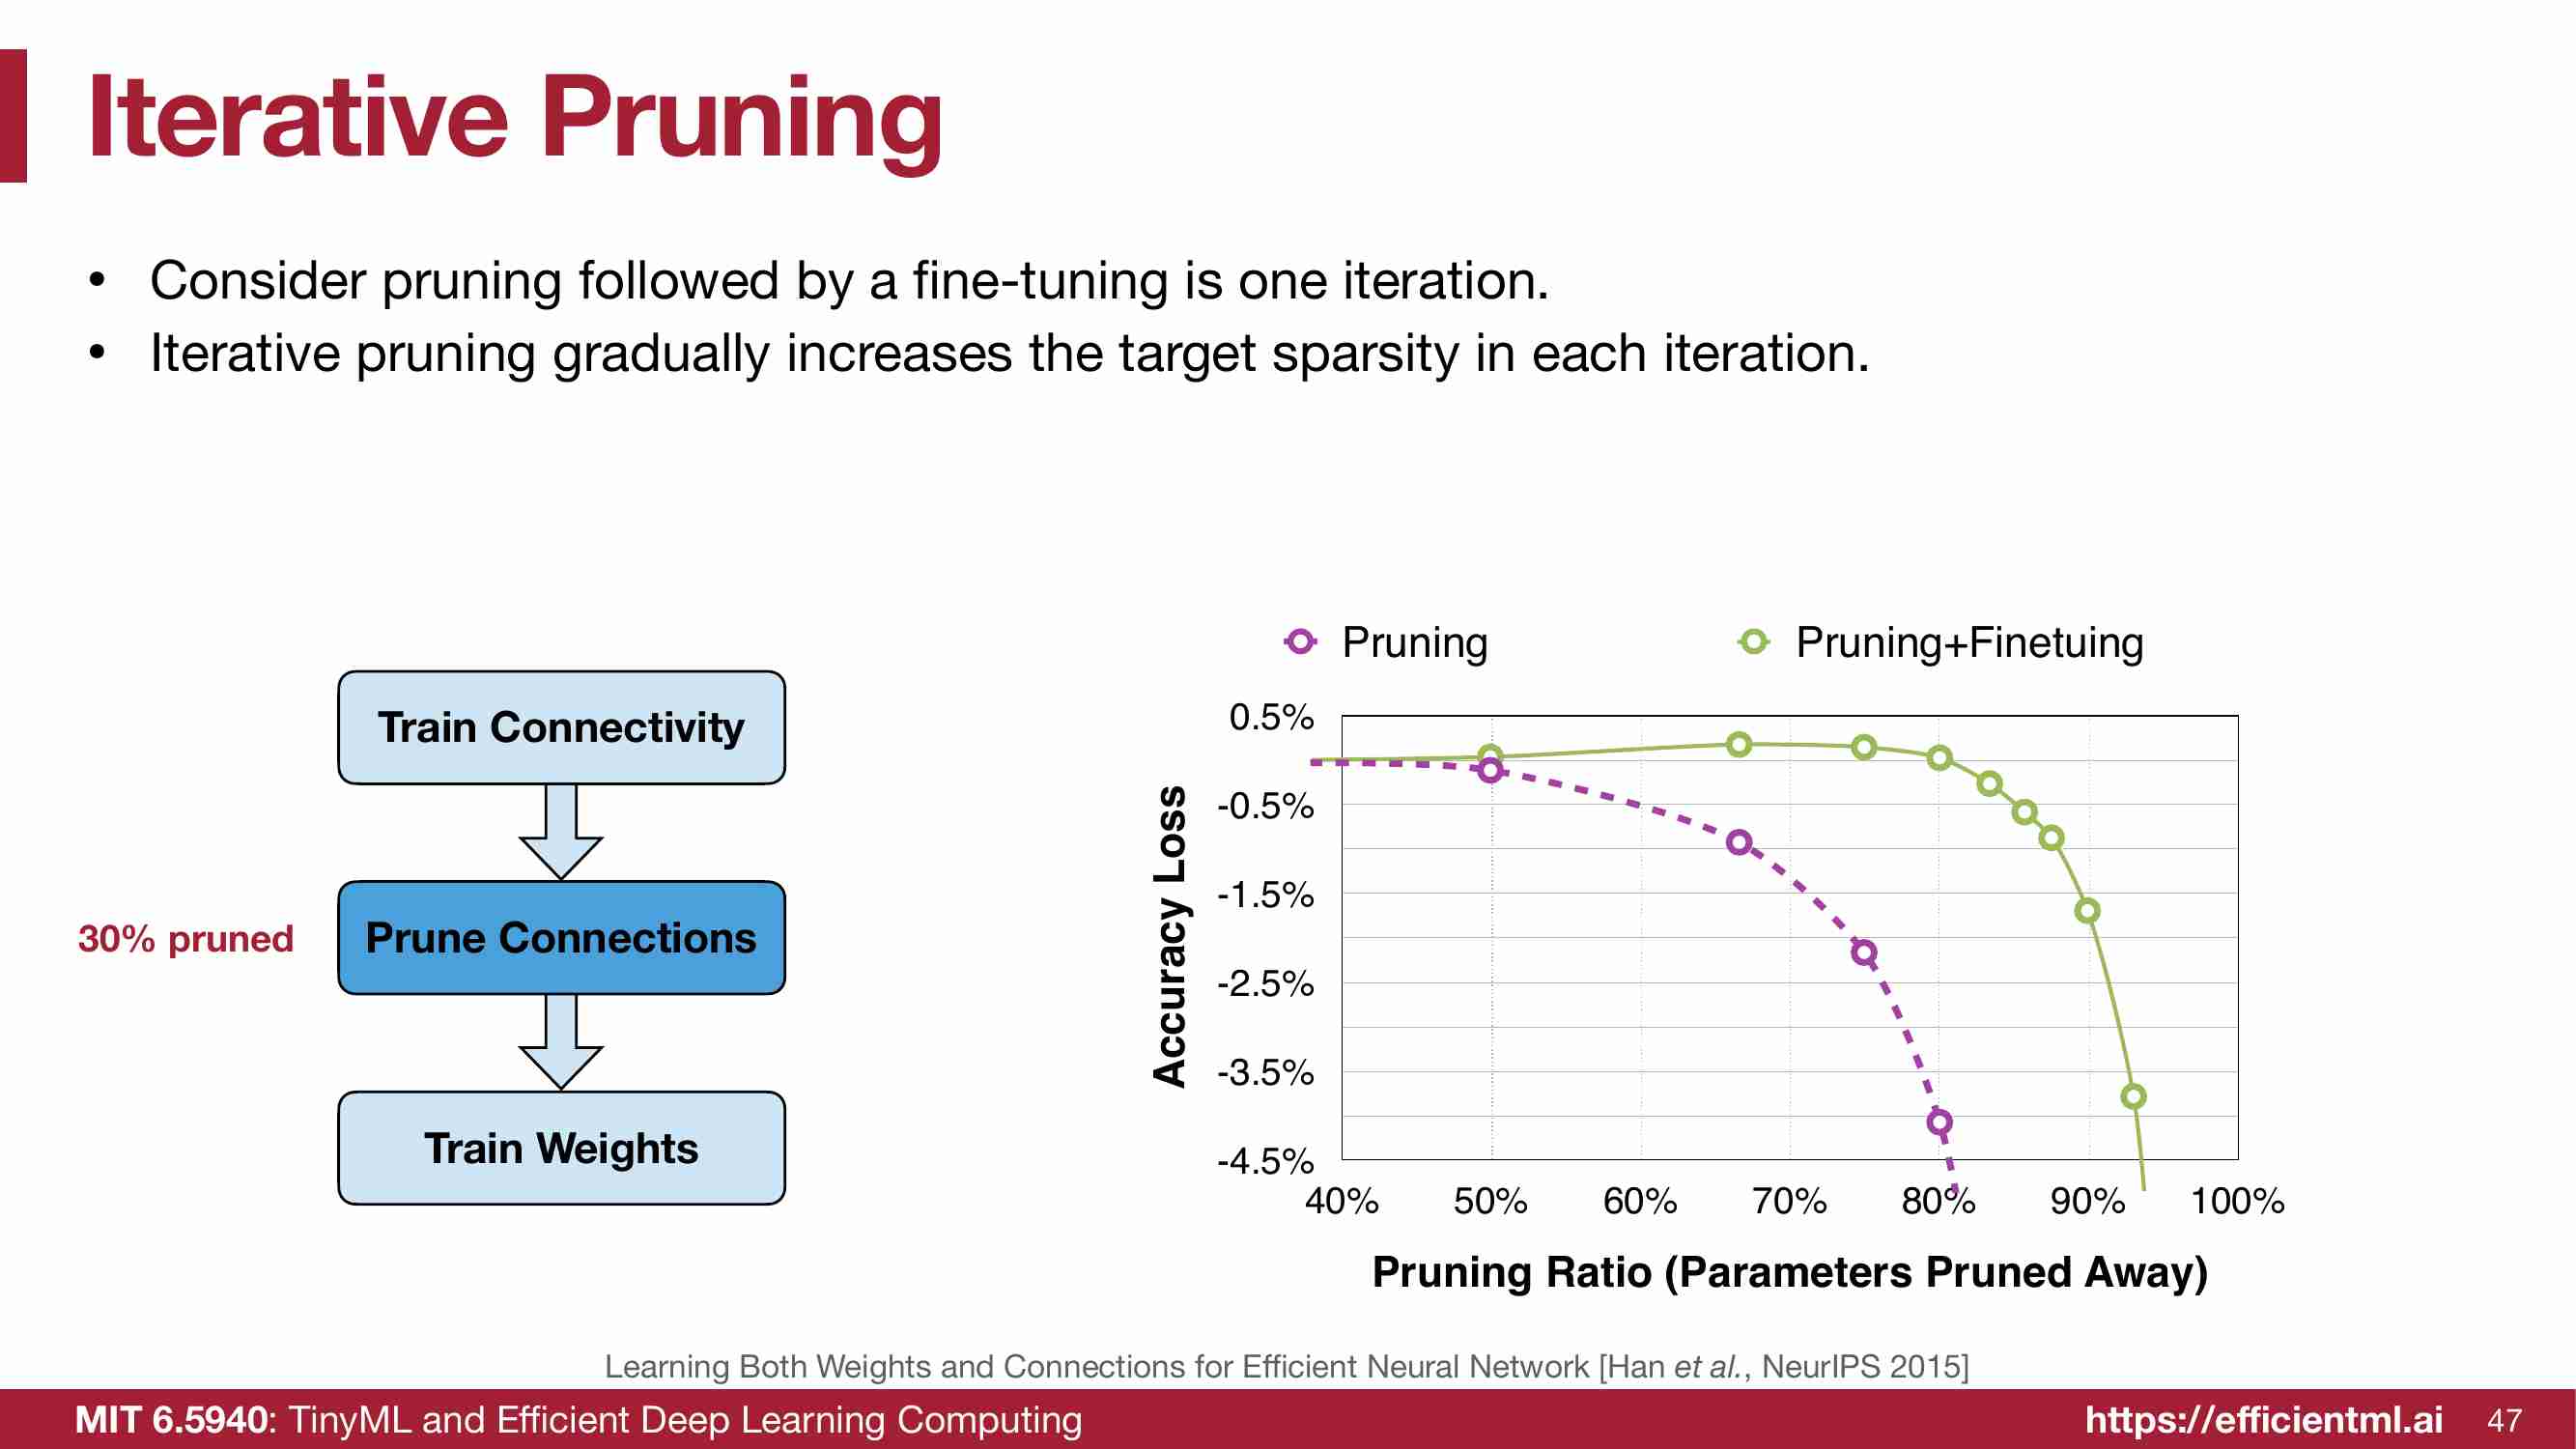 Iterative Pruning
• Consider pruning followed by a fine-tuning is one iteration.
• Iterative pruning gradually increases the target sparsity in each iteration.
Train Connectivity
30% pruned
Prune Connections
Train Weights
Pruning
Pruning+Finetuing
Accuracy Loss
0.5%
-0.5%
-1.5%
-2.5%
-3.5%
-4.5%
40% 50% 60% 70% 80% 90% 100%
Pruning Ratio (Parameters Pruned Away)
Learning Both Weights and Connections for Efficient Neural Network [Han et al., NeurIPS 2015]
MIT 6.5940: TinyML and Efficient Deep Learning Computing
https://efficientml.ai 47